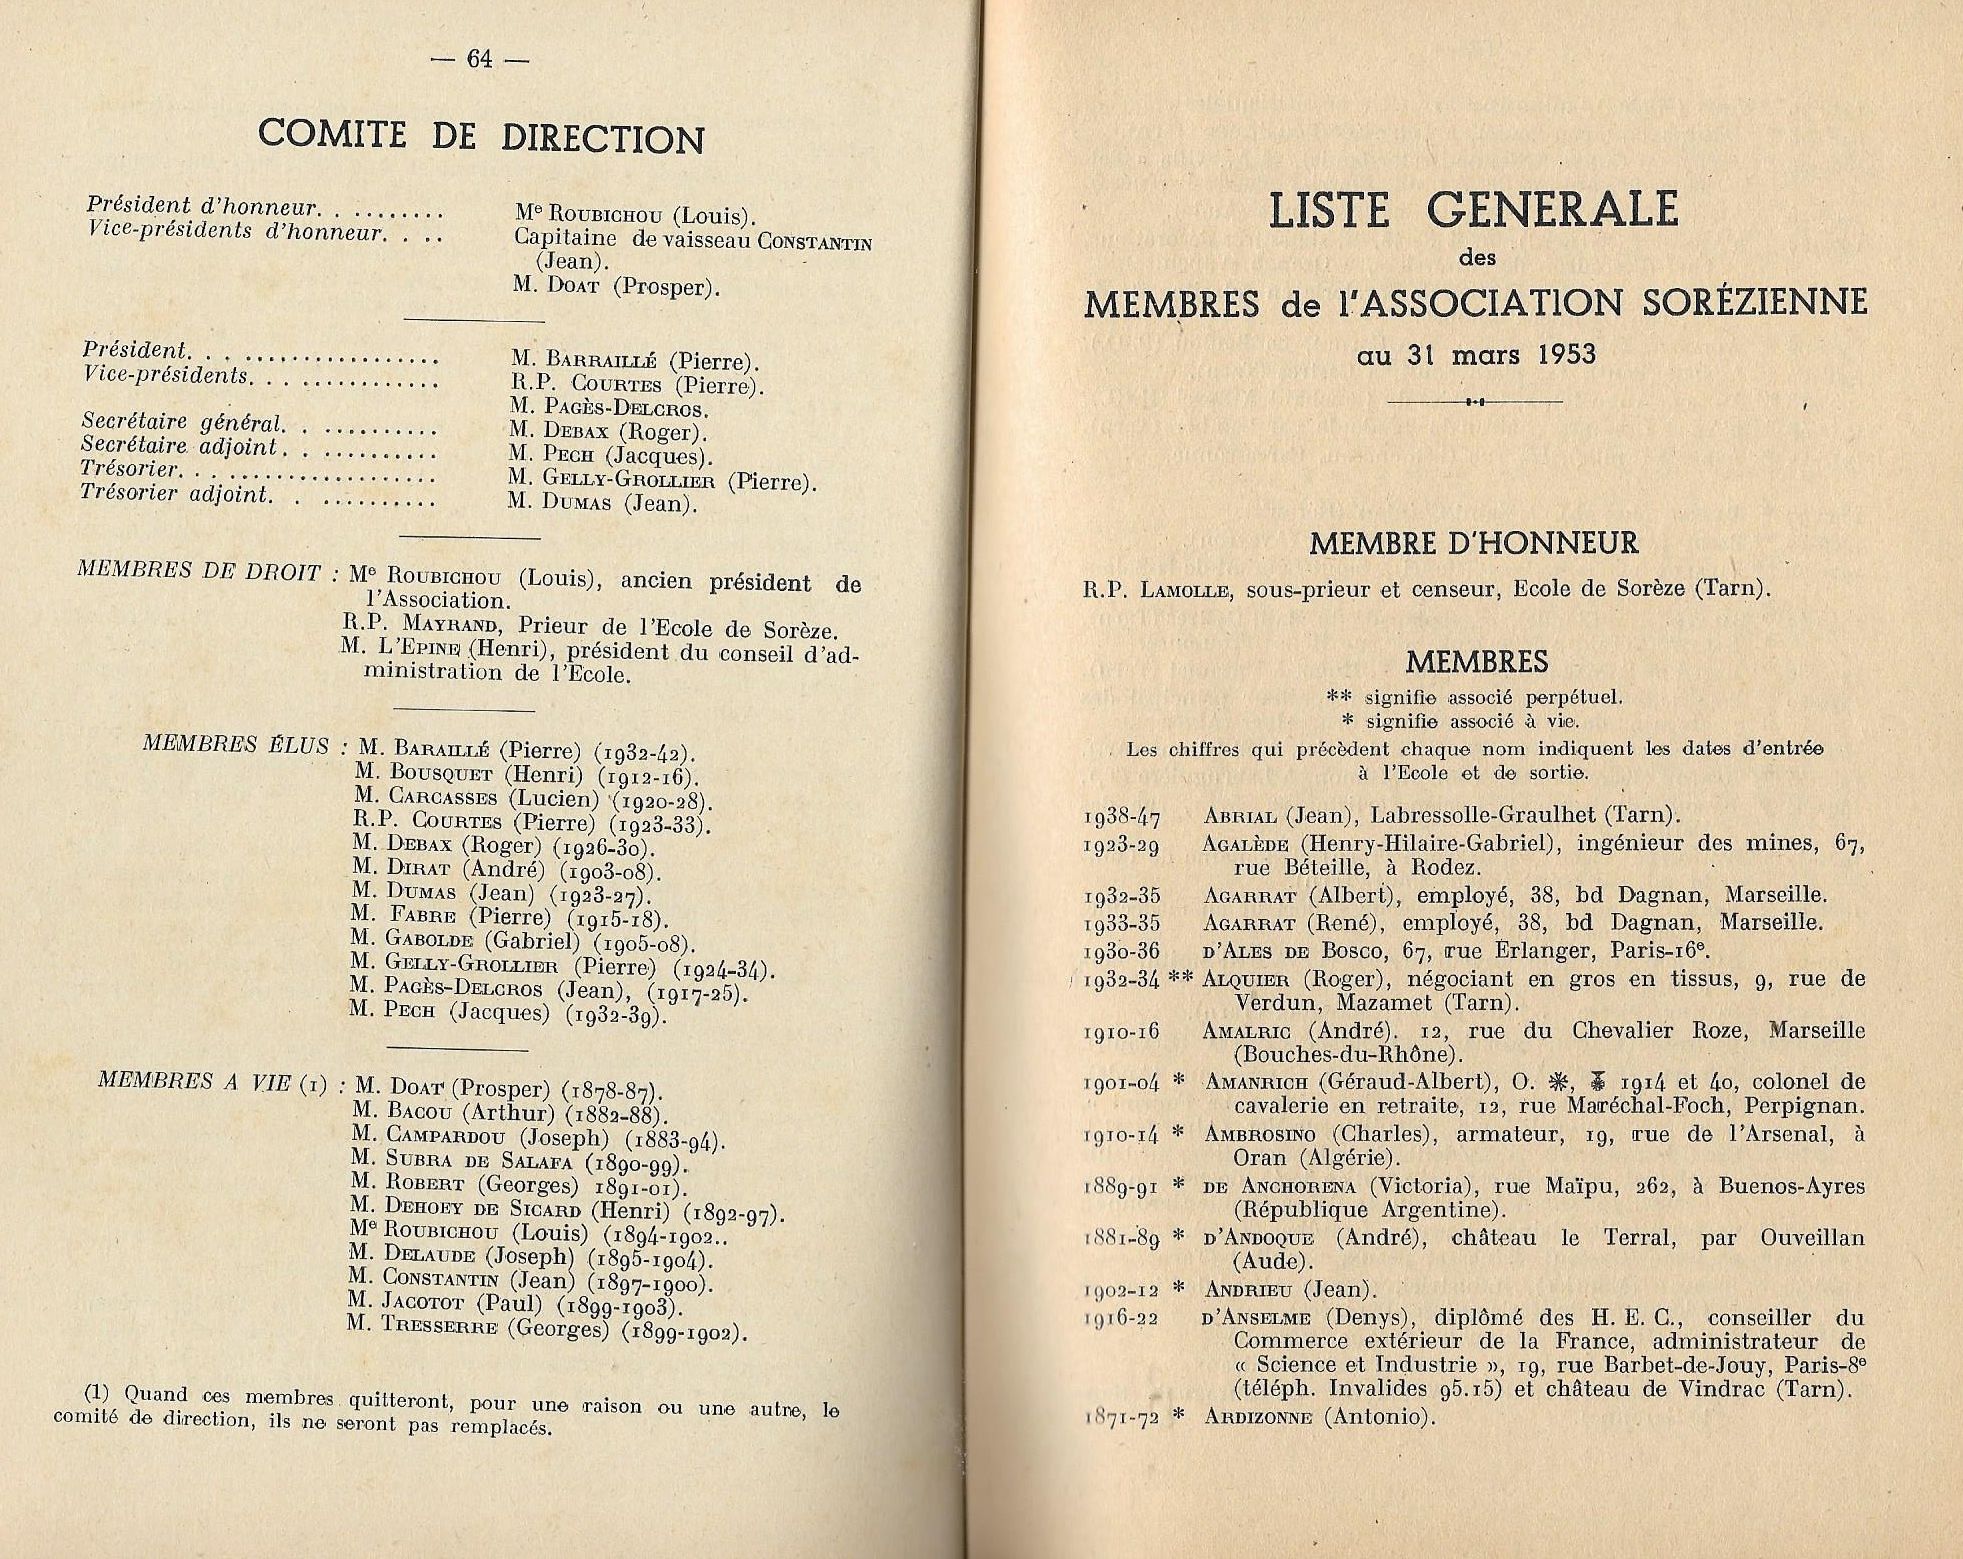 — 64 —
COMITE DE DIRECTION
Président d'honneur. . ......... Me ROUBICHOU (Louis).
Vice-présidents d'honneur. . .. Capitaine de vaisseau CONSTANTIN
(Jean).
M. DOAT (Prosper).
Président. . . ................. M. BARRAILLÉ (Pierre).
Vice-présidents. . . ............ R.P. COURTES (Pierre).
M. PAGÈS-DELCROS.
Secrétaire général. . .......... M. DEBAX (Roger).
Secrétaire adjoint. . .......... M. PECH (Jacques).
Trésorier. . . .................. M. GELLY-GROLLIER (Pierre).
Trésorier adjoint. . .......... M. DUMAS (Jean).
MEMBRES DE DROIT : Me ROUBICHOU (Louis), ancien président de
l'Association.
R.P. MAYRAND, Prieur de l'Ecole de Sorèze.
M. L'EPINE (Henri), président du conseil d'ad-
ministration de l'Ecole.
MEMBRES ÉLUS : M. BARAILLÉ (Pierre) (1932-42).
M. BOUSQUET (Henri) (1912-16).
M. CARCASSES (Lucien) (1920-28).
R.P. COURTES (Pierre) (1923-33).
M. DEBAX (Roger) (1926-30).
M. DIRAT (André) (1903-08).
M. DUMAS (Jean) (1923-27).
M. FABRE (Pierre) (1915-18).
M. GABOLDE (Gabriel) (1905-08).
M. GELLY-GROLLIER (Pierre) (1924-34).
M. PAGÈS-DELCROS (Jean), (1917-25).
M. PECH (Jacques) (1932-39).
MEMBRES A VIE (1) : M. DOAT (Prosper) (1878-87).
M. BACOU (Arthur) (1882-88).
M. CAMPARDOU (Joseph) (1883-94).
M. SUBRA DE SALAFA (1890-99).
M. ROBERT (Georges) 1891-01).
M. DEHOEY DE SICARD (Henri) (1892-97).
Me ROUBICHOU (Louis) (1894-1902..
M. DELAUDE (Joseph) (1895-1904).
M. CONSTANTIN (Jean) (1897-1900).
M. JACOTOT (Paul) (1899-1903).
M. TRESSERRE (Georges) (1899-1902).
(1) Quand ces membres quitteront, pour une raison ou une autre, le
comité de direction, ils ne seront pas remplacés.
LISTE GENERALE
des
MEMBRES de l'ASSOCIATION SORÉZIENNE
au 31 mars 1953
MEMBRE D'HONNEUR
R.P. LAMOLLE, sous-prieur et censeur, Ecole de Sorèze (Tarn).
MEMBRES
** signifie associé perpétuel.
* signifie associé à vie.
Les chiffres qui précèdent chaque nom indiquent les dates d'entrée
à l'Ecole et de sortie.
1938-47 ABRIAL (Jean), Labressolle-Graulhet (Tarn).
1923-29 AGALÈDE (Henry-Hilaire-Gabriel), ingénieur des mines, 67,
rue Béteille, à Rodez.
1932-35 AGARRAT (Albert), employé, 38, bd Dagnan, Marseille.
1933-35 AGARRAT (René), employé, 38, bd Dagnan, Marseille.
1930-36 D'ALES DE BOSCO, 67, rue Erlanger, Paris-16e.
1932-34 ** ALQUIER (Roger), négociant en gros en tissus, 9, rue de
Verdun, Mazamet (Tarn).
1910-16 AMALRIC (André). 12, rue du Chevalier Roze, Marseille
(Bouches-du-Rhône).
1901-04 * AMANRICH (Géraud-Albert), O. ✻, 1914 et 40, colonel de
cavalerie en retraite, 12, rue Maréchal-Foch, Perpignan.
1910-14 * AMBROSINO (Charles), armateur, 19, rue de l'Arsenal, à
Oran (Algérie).
1889-91 * DE ANCHORENA (Victoria), rue Maïpu, 262, à Buenos-Ayres
(République Argentine).
1881-89 * D'ANDOQUE (André), château le Terral, par Ouveillan
(Aude).
1902-12 * ANDRIEU (Jean).
1916-22 D'ANSELME (Denys), diplômé des H. E. C., conseiller du
Commerce extérieur de la France, administrateur de
« Science et Industrie », 19, rue Barbet-de-Jouy, Paris-8e
(téléph. Invalides 95.15) et château de Vindrac (Tarn).
1871-72 * ARDIZONNE (Antonio).